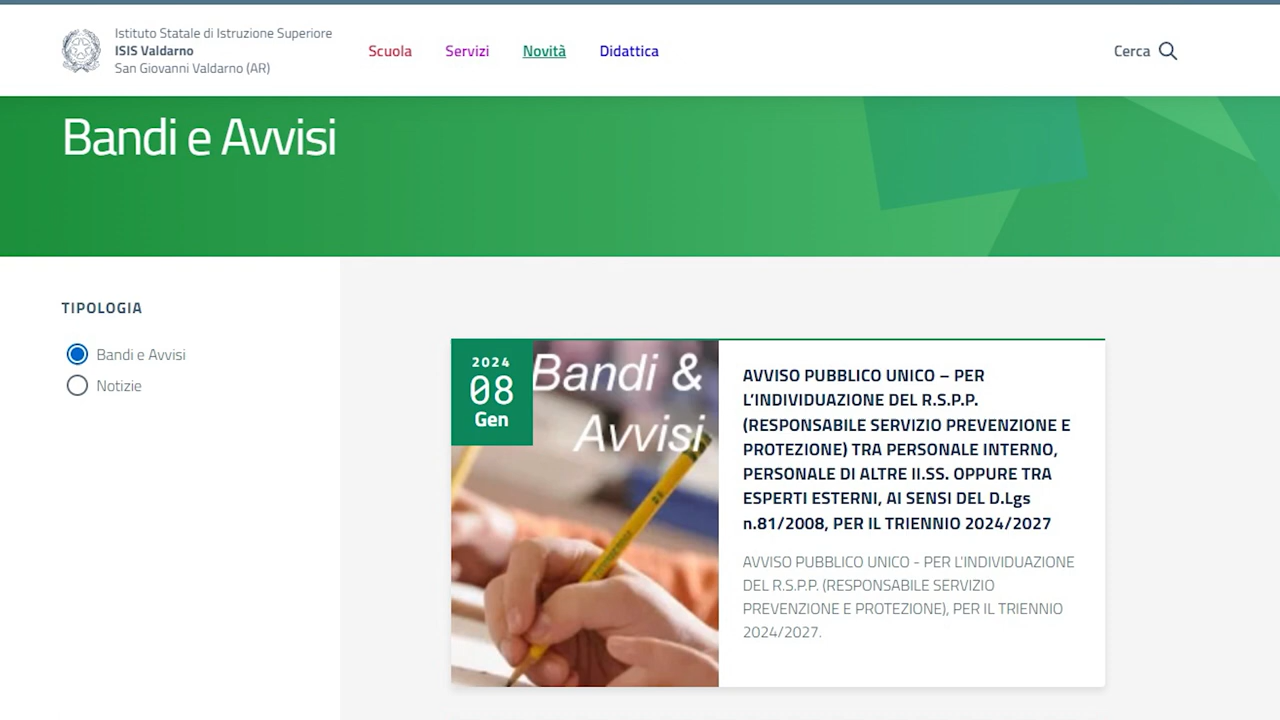 Istituto Statale di Istruzione Superiore
ISIS Valdarno
San Giovanni Valdarno (AR)
Scuola
Servizi
Novità
Didattica
Cerca
Bandi e Avvisi
TIPOLOGIA
Bandi e Avvisi
Notizie
2024
08
Gen
Bandi &
Avvisi
AVVISO PUBBLICO UNICO – PER
L'INDIVIDUAZIONE DEL R.S.P.P.
(RESPONSABILE SERVIZIO PREVENZIONE E
PROTEZIONE) TRA PERSONALE INTERNO,
PERSONALE DI ALTRE II.SS. OPPURE TRA
ESPERTI ESTERNI, AI SENSI DEL D.Lgs
n.81/2008, PER IL TRIENNIO 2024/2027
AVVISO PUBBLICO UNICO - PER L'INDIVIDUAZIONE
DEL R.S.P.P. (RESPONSABILE SERVIZIO
PREVENZIONE E PROTEZIONE), PER IL TRIENNIO
2024/2027.